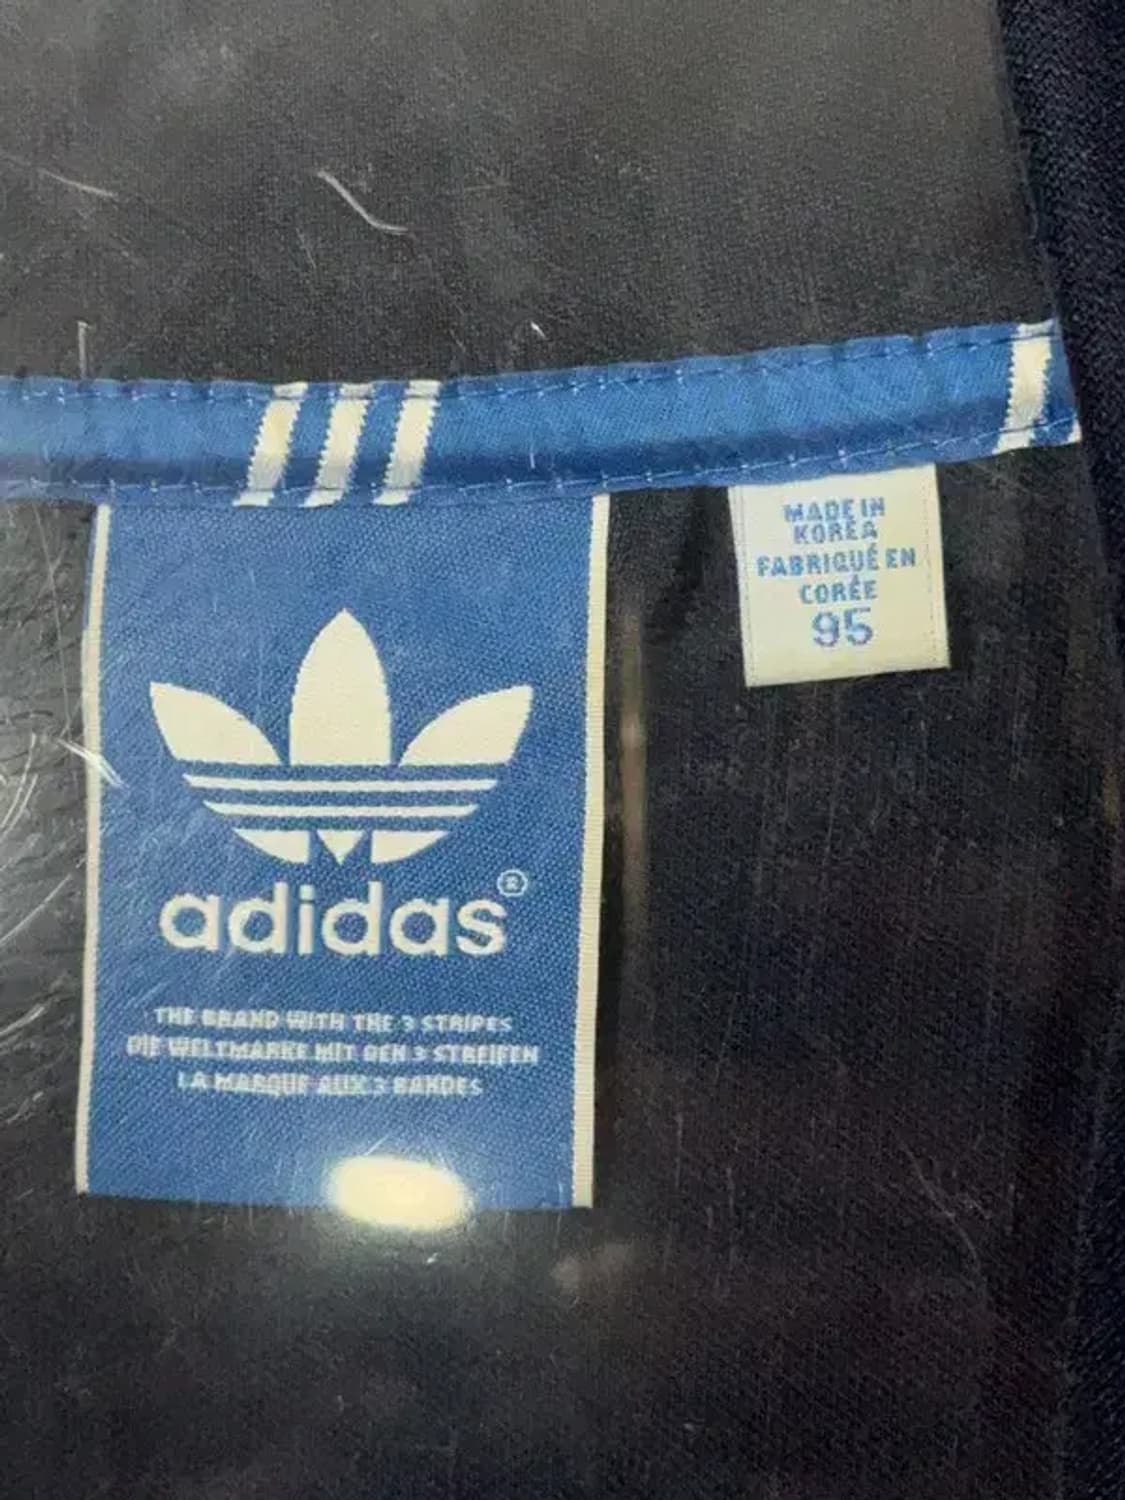 adidas®
THE BRAND WITH THE 3 STRIPES
DIE WELTMARKE MIT DEN 3 STREIFEN
LA MARQUE AUX 3 BANDES
MADE IN
KOREA
FABRIQUÉ EN
CORÉE
95